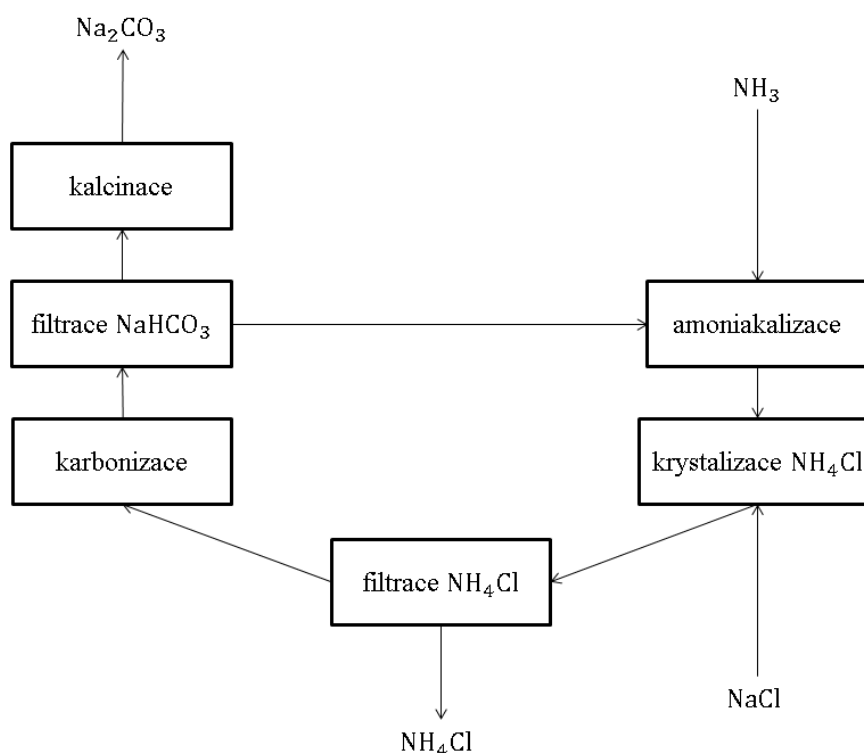 Na₂CO₃
NH₃
kalcinace
filtrace NaHCO₃
amoniakalizace
karbonizace
krystalizace NH₄Cl
filtrace NH₄Cl
NaCl
NH₄Cl